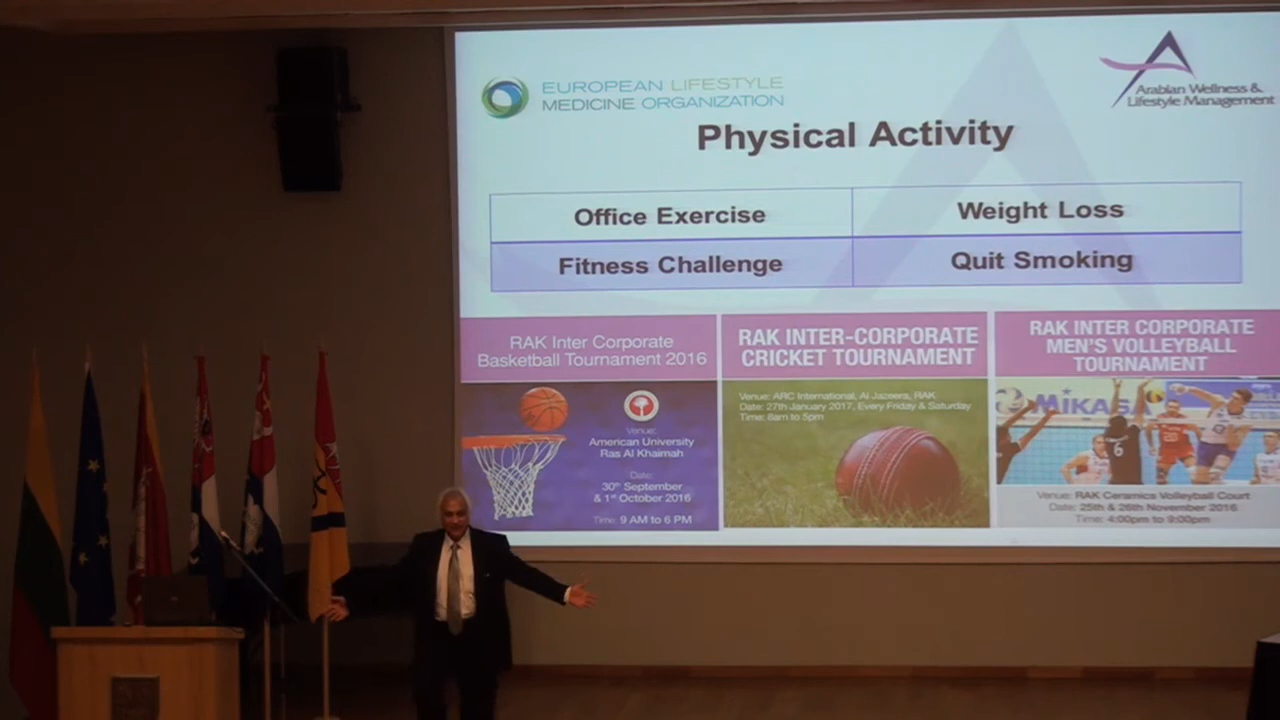 EUROPEAN LIFESTYLE
MEDICINE ORGANIZATION
Arabian Wellness &
Lifestyle Management
Physical Activity
Office Exercise
Weight Loss
Fitness Challenge
Quit Smoking
RAK Inter Corporate
Basketball Tournament 2016
Venue:
American University
Ras Al Khaimah
Date:
30th September
& 1st October 2016
Time: 9 AM to 6 PM
RAK INTER-CORPORATE
CRICKET TOURNAMENT
Venue: ARC International, Al Jazeera, RAK
Date: 27th January 2017, Every Friday & Saturday
Time: 8am to 5pm
RAK INTER CORPORATE
MEN'S VOLLEYBALL
TOURNAMENT
MIKASA
6
20
Venue: RAK Ceramics Volleyball Court
Date: 25th & 26th November 2016
Time: 4:00pm to 9:00pm